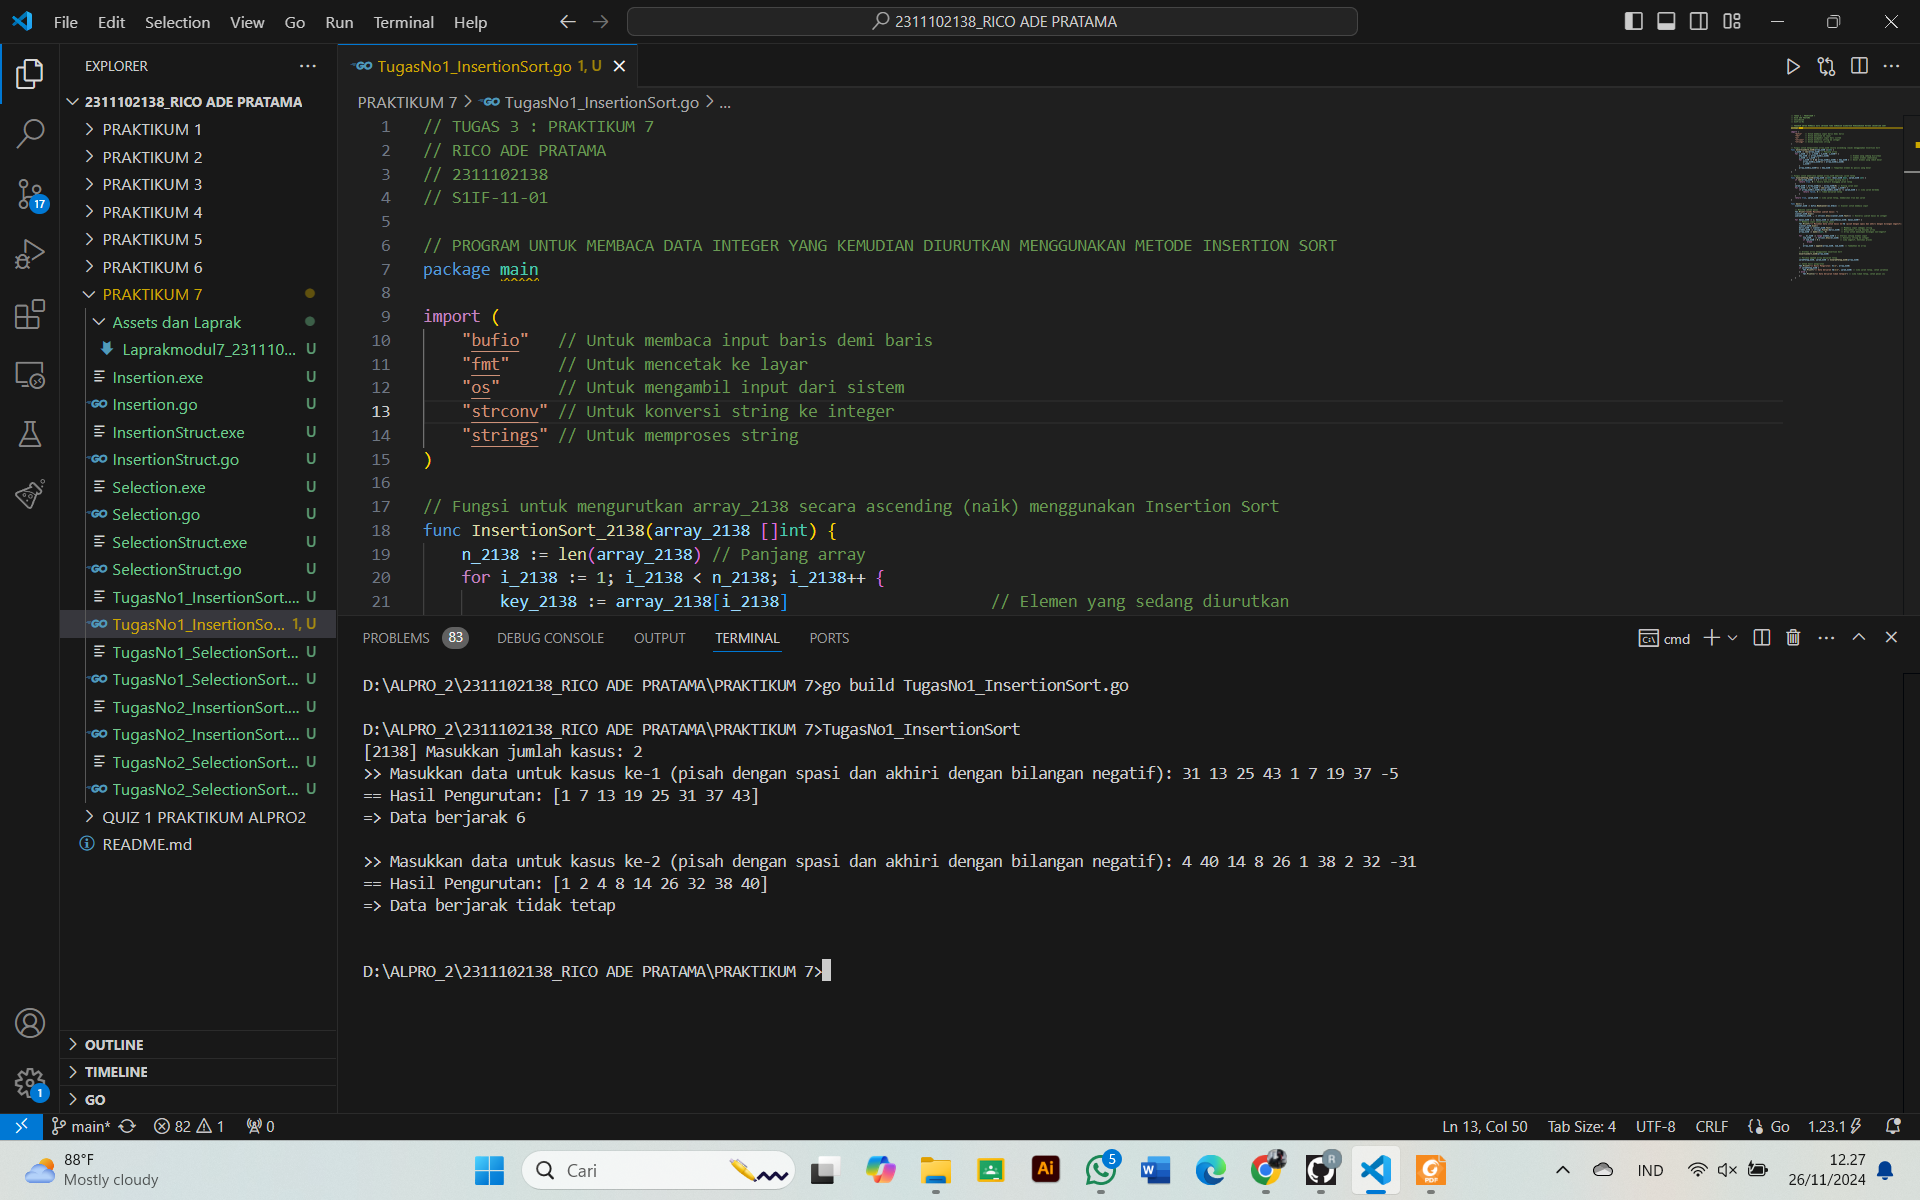 File Edit Selection View Go Run Terminal Help
2311102138_RICO ADE PRATAMA
EXPLORER
2311102138_RICO ADE PRATAMA
PRAKTIKUM 1
PRAKTIKUM 2
PRAKTIKUM 3
PRAKTIKUM 4
PRAKTIKUM 5
PRAKTIKUM 6
PRAKTIKUM 7
Assets dan Laprak
Laprakmodul7_231110... U
Insertion.exe U
Insertion.go U
InsertionStruct.exe U
InsertionStruct.go U
Selection.exe U
Selection.go U
SelectionStruct.exe U
SelectionStruct.go U
TugasNo1_InsertionSort.... U
TugasNo1_InsertionSo... 1, U
TugasNo1_SelectionSort... U
TugasNo1_SelectionSort... U
TugasNo2_InsertionSort.... U
TugasNo2_InsertionSort.... U
TugasNo2_SelectionSort... U
TugasNo2_SelectionSort... U
QUIZ 1 PRAKTIKUM ALPRO2
README.md
OUTLINE
TIMELINE
GO
17
1
TugasNo1_InsertionSort.go 1, U
PRAKTIKUM 7 > TugasNo1_InsertionSort.go > ...
1 // TUGAS 3 : PRAKTIKUM 7
2 // RICO ADE PRATAMA
3 // 2311102138
4 // S1IF-11-01
5
6 // PROGRAM UNTUK MEMBACA DATA INTEGER YANG KEMUDIAN DIURUTKAN MENGGUNAKAN METODE INSERTION SORT
7 package main
8
9 import (
10 "bufio" // Untuk membaca input baris demi baris
11 "fmt" // Untuk mencetak ke layar
12 "os" // Untuk mengambil input dari sistem
13 "strconv" // Untuk konversi string ke integer
14 "strings" // Untuk memproses string
15 )
16
17 // Fungsi untuk mengurutkan array_2138 secara ascending (naik) menggunakan Insertion Sort
18 func InsertionSort_2138(array_2138 []int) {
19 n_2138 := len(array_2138) // Panjang array
20 for i_2138 := 1; i_2138 < n_2138; i_2138++ {
21 key_2138 := array_2138[i_2138] // Elemen yang sedang diurutkan
PROBLEMS 83 DEBUG CONSOLE OUTPUT TERMINAL PORTS
cmd
D:\ALPRO_2\2311102138_RICO ADE PRATAMA\PRAKTIKUM 7>go build TugasNo1_InsertionSort.go
D:\ALPRO_2\2311102138_RICO ADE PRATAMA\PRAKTIKUM 7>TugasNo1_InsertionSort
[2138] Masukkan jumlah kasus: 2
>> Masukkan data untuk kasus ke-1 (pisah dengan spasi dan akhiri dengan bilangan negatif): 31 13 25 43 1 7 19 37 -5
== Hasil Pengurutan: [1 7 13 19 25 31 37 43]
=> Data berjarak 6
>> Masukkan data untuk kasus ke-2 (pisah dengan spasi dan akhiri dengan bilangan negatif): 4 40 14 8 26 1 38 2 32 -31
== Hasil Pengurutan: [1 2 4 8 14 26 32 38 40]
=> Data berjarak tidak tetap
D:\ALPRO_2\2311102138_RICO ADE PRATAMA\PRAKTIKUM 7>
main* 82 1 0
Ln 13, Col 50 Tab Size: 4 UTF-8 CRLF Go 1.23.1
88°F
Mostly cloudy
Cari
Ai
5
W
R
PDF
IND
12.27
26/11/2024